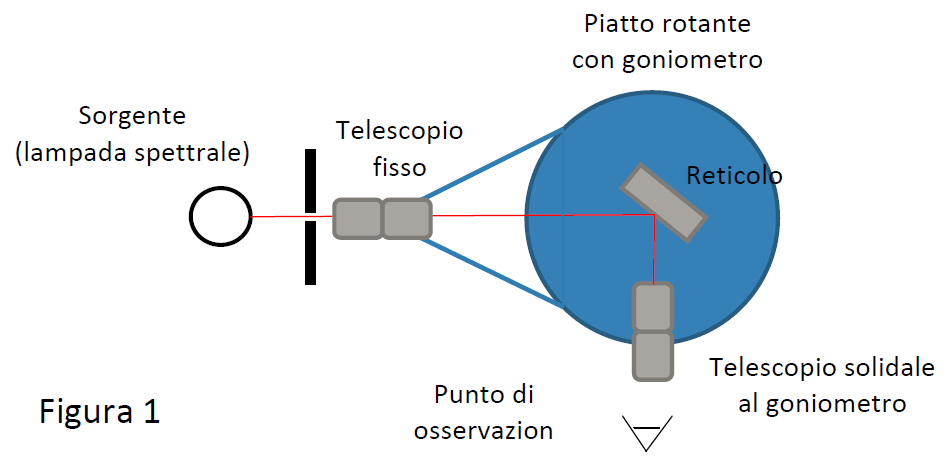 Piatto rotante
con goniometro
Sorgente
(lampada spettrale)
Telescopio
fisso
Reticolo
Telescopio solidale
al goniometro
Punto di
osservazion
Figura 1